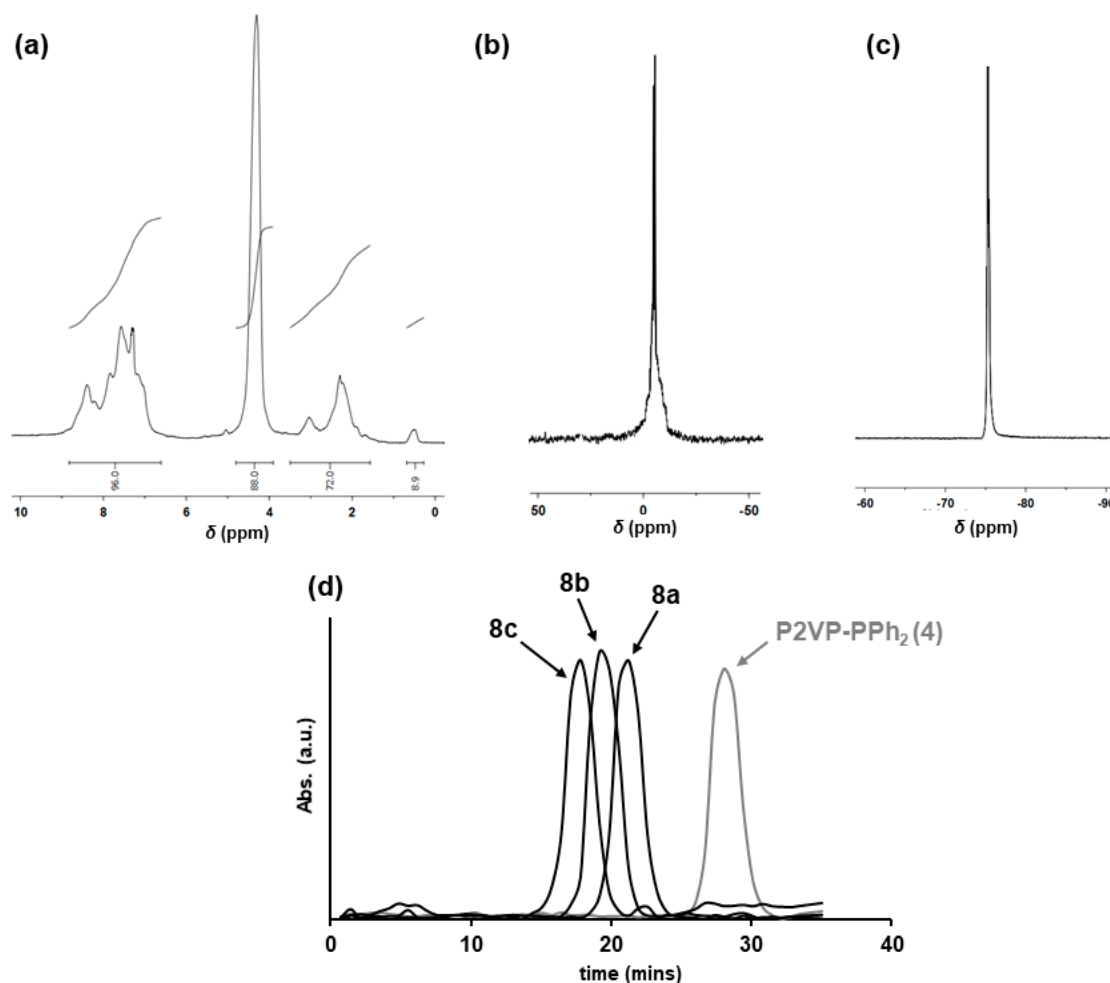 (a)
(b)
(c)
96.0
88.0
72.0
8.9
10 8 6 4 2 0
δ (ppm)
50 0 -50
δ (ppm)
-60 -70 -80 -90
δ (ppm)
(d)
8c
8b
8a
P2VP-PPh₂ (4)
Abs. (a.u.)
0 10 20 30 40
time (mins)